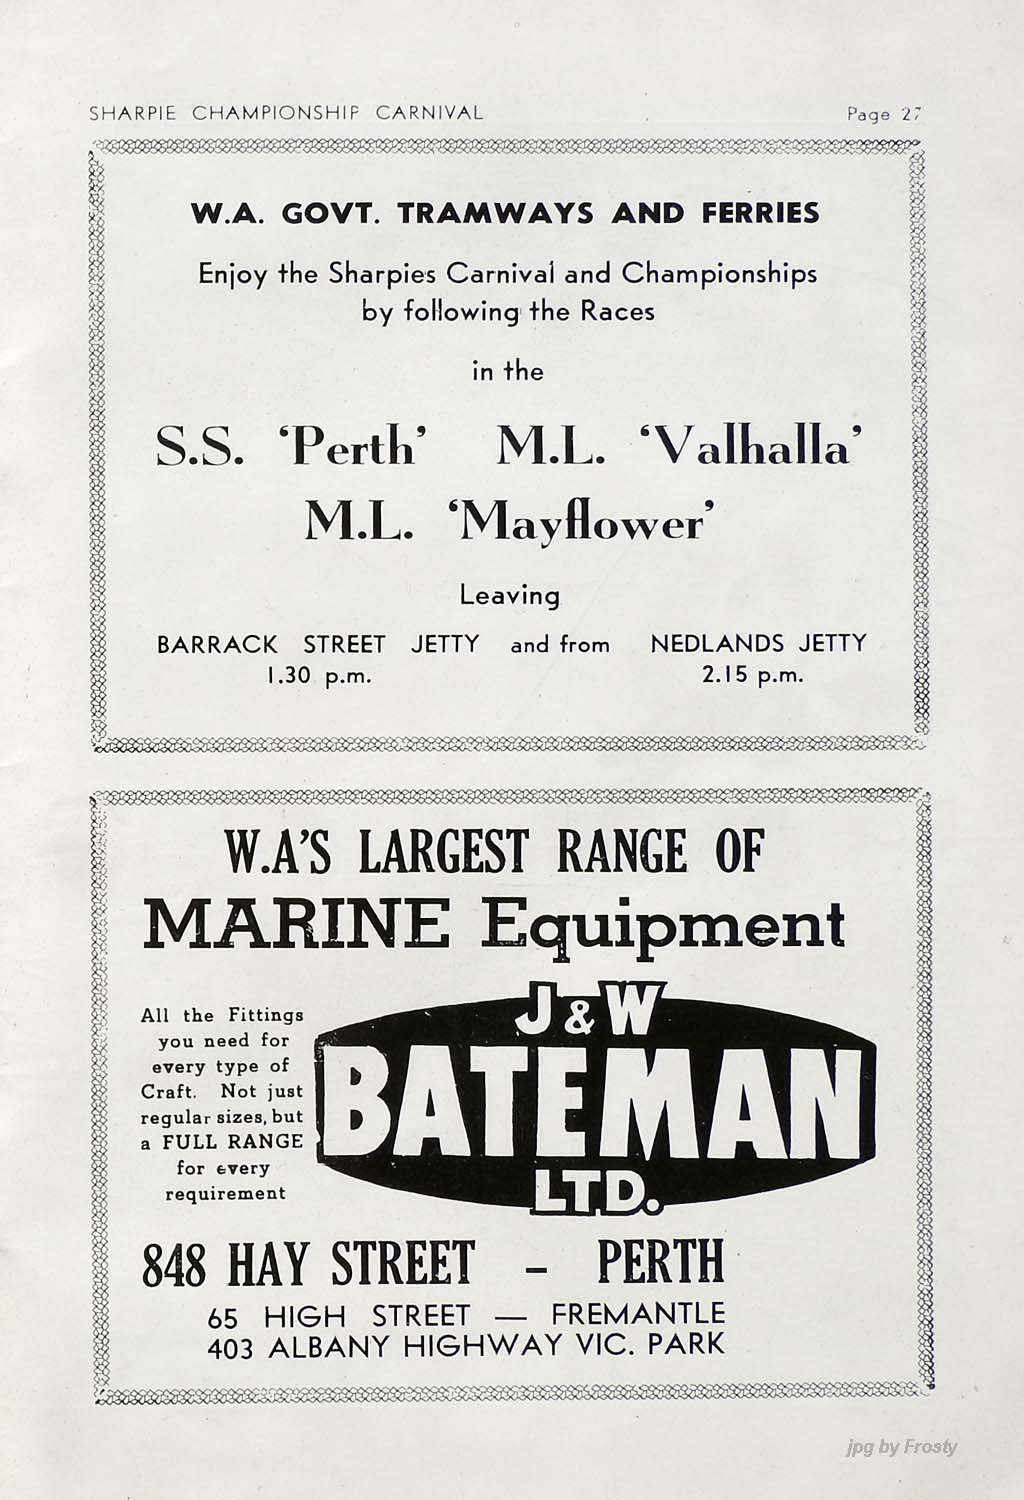 SHARPIE CHAMPIONSHIP CARNIVAL Page 27
W.A. GOVT. TRAMWAYS AND FERRIES
Enjoy the Sharpies Carnival and Championships
by following the Races
in the
S.S. ‘Perth’ M.L. ‘Valhalla’
M.L. ‘Mayflower’
Leaving
BARRACK STREET JETTY and from NEDLANDS JETTY
1.30 p.m. 2.15 p.m.
W.A'S LARGEST RANGE OF
MARINE Equipment
All the Fittings
you need for
every type of
Craft. Not just
regular sizes, but
a FULL RANGE
for every
requirement
J & W
BATEMAN
LTD.
848 HAY STREET – PERTH
65 HIGH STREET — FREMANTLE
403 ALBANY HIGHWAY VIC. PARK
jpg by Frosty